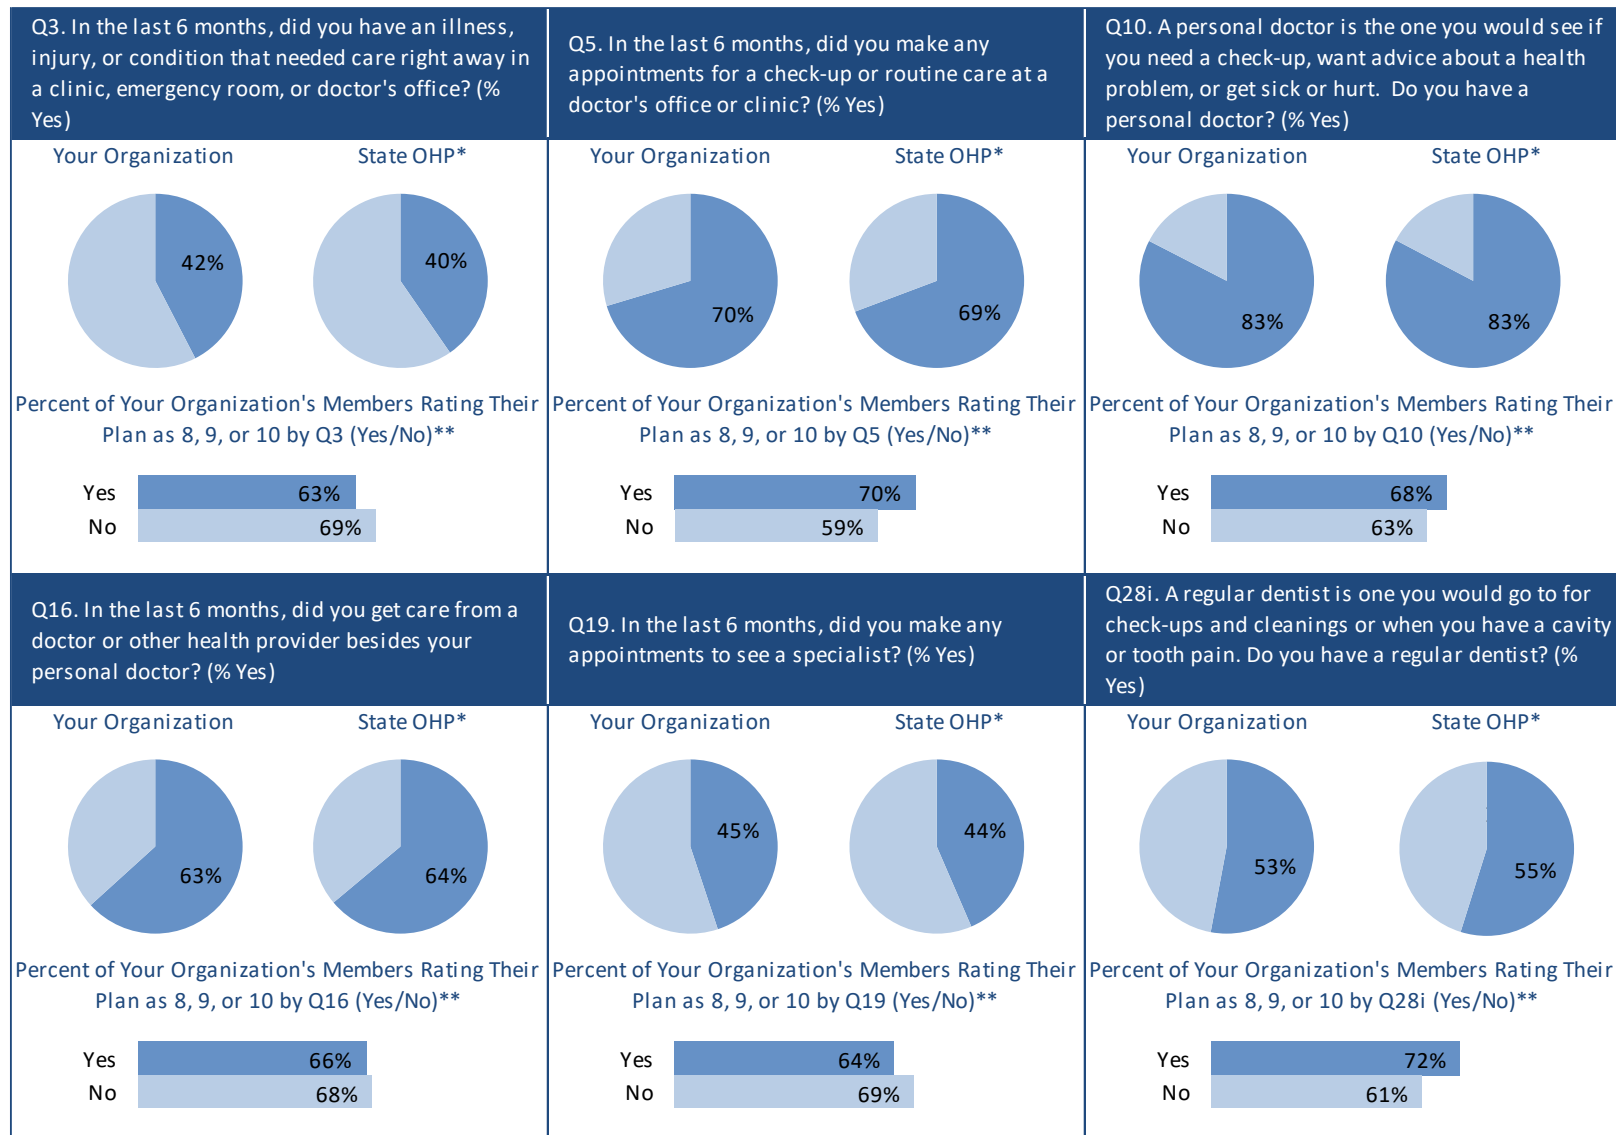 Q3. In the last 6 months, did you have an illness,
injury, or condition that needed care right away in
a clinic, emergency room, or doctor's office? (%
Yes)
Your Organization
State OHP*
42%
40%
Percent of Your Organization's Members Rating Their
Plan as 8, 9, or 10 by Q3 (Yes/No)**
Yes
63%
No
69%
Q5. In the last 6 months, did you make any
appointments for a check-up or routine care at a
doctor's office or clinic? (% Yes)
Your Organization
State OHP*
70%
69%
Percent of Your Organization's Members Rating Their
Plan as 8, 9, or 10 by Q5 (Yes/No)**
Yes
70%
No
59%
Q10. A personal doctor is the one you would see if
you need a check-up, want advice about a health
problem, or get sick or hurt.  Do you have a
personal doctor? (% Yes)
Your Organization
State OHP*
83%
83%
Percent of Your Organization's Members Rating Their
Plan as 8, 9, or 10 by Q10 (Yes/No)**
Yes
68%
No
63%
Q16. In the last 6 months, did you get care from a
doctor or other health provider besides your
personal doctor? (% Yes)
Your Organization
State OHP*
63%
64%
Percent of Your Organization's Members Rating Their
Plan as 8, 9, or 10 by Q16 (Yes/No)**
Yes
66%
No
68%
Q19. In the last 6 months, did you make any
appointments to see a specialist? (% Yes)
Your Organization
State OHP*
45%
44%
Percent of Your Organization's Members Rating Their
Plan as 8, 9, or 10 by Q19 (Yes/No)**
Yes
64%
No
69%
Q28i. A regular dentist is one you would go to for
check-ups and cleanings or when you have a cavity
or tooth pain. Do you have a regular dentist? (%
Yes)
Your Organization
State OHP*
53%
55%
Percent of Your Organization's Members Rating Their
Plan as 8, 9, or 10 by Q28i (Yes/No)**
Yes
72%
No
61%